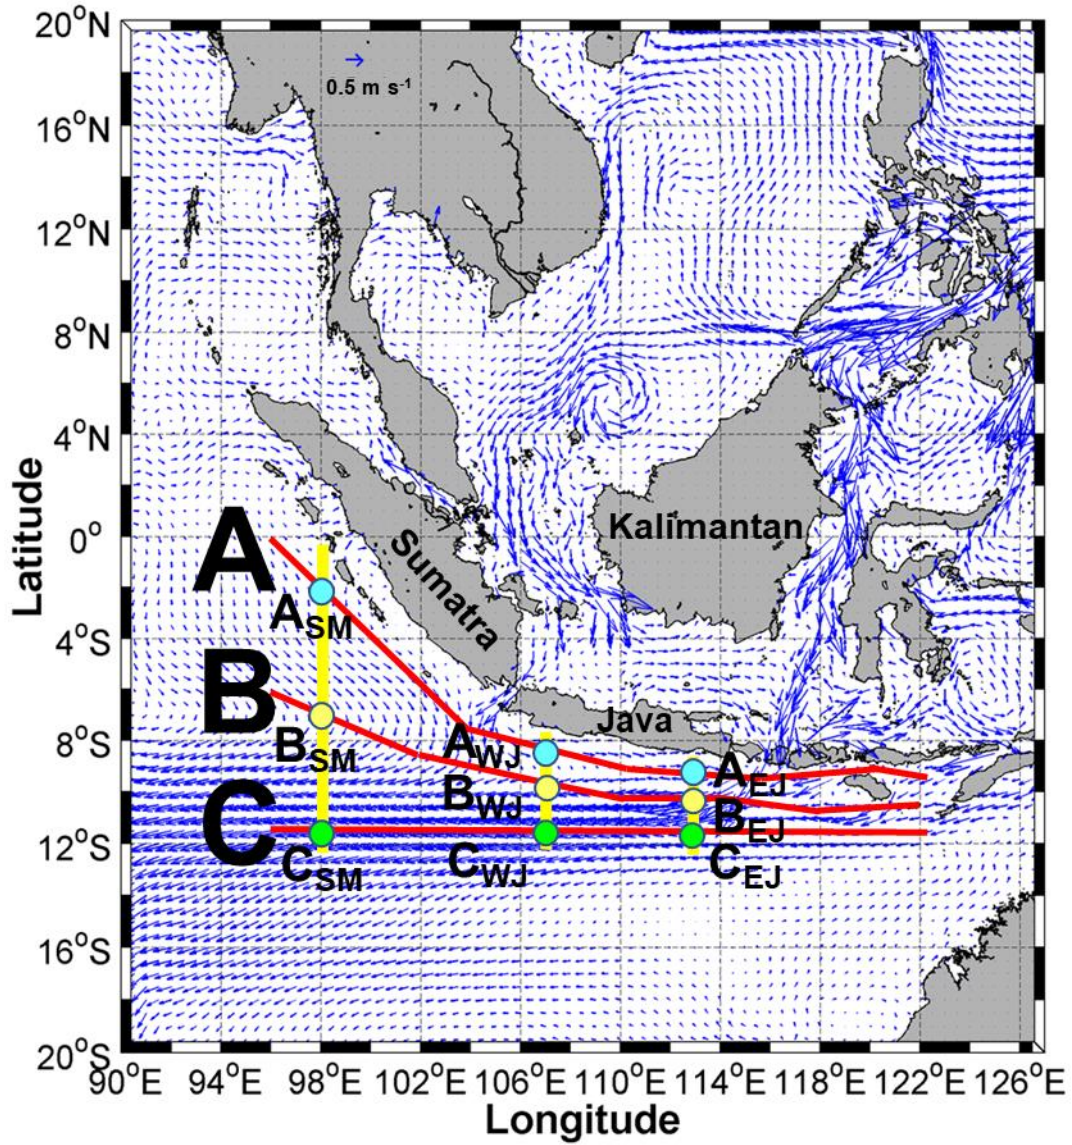 20°N
0.5 m s-1
16°N
12°N
8°N
4°N
Latitude
0°
Kalimantan
Sumatra
A
ASM
4°S
B
Java
BSM
8°S
AWJ
AEJ
BWJ
BEJ
C
12°S
CSM
CWJ
CEJ
16°S
20°S
90°E 94°E 98°E 102°E 106°E 110°E 114°E 118°E 122°E 126°E
Longitude